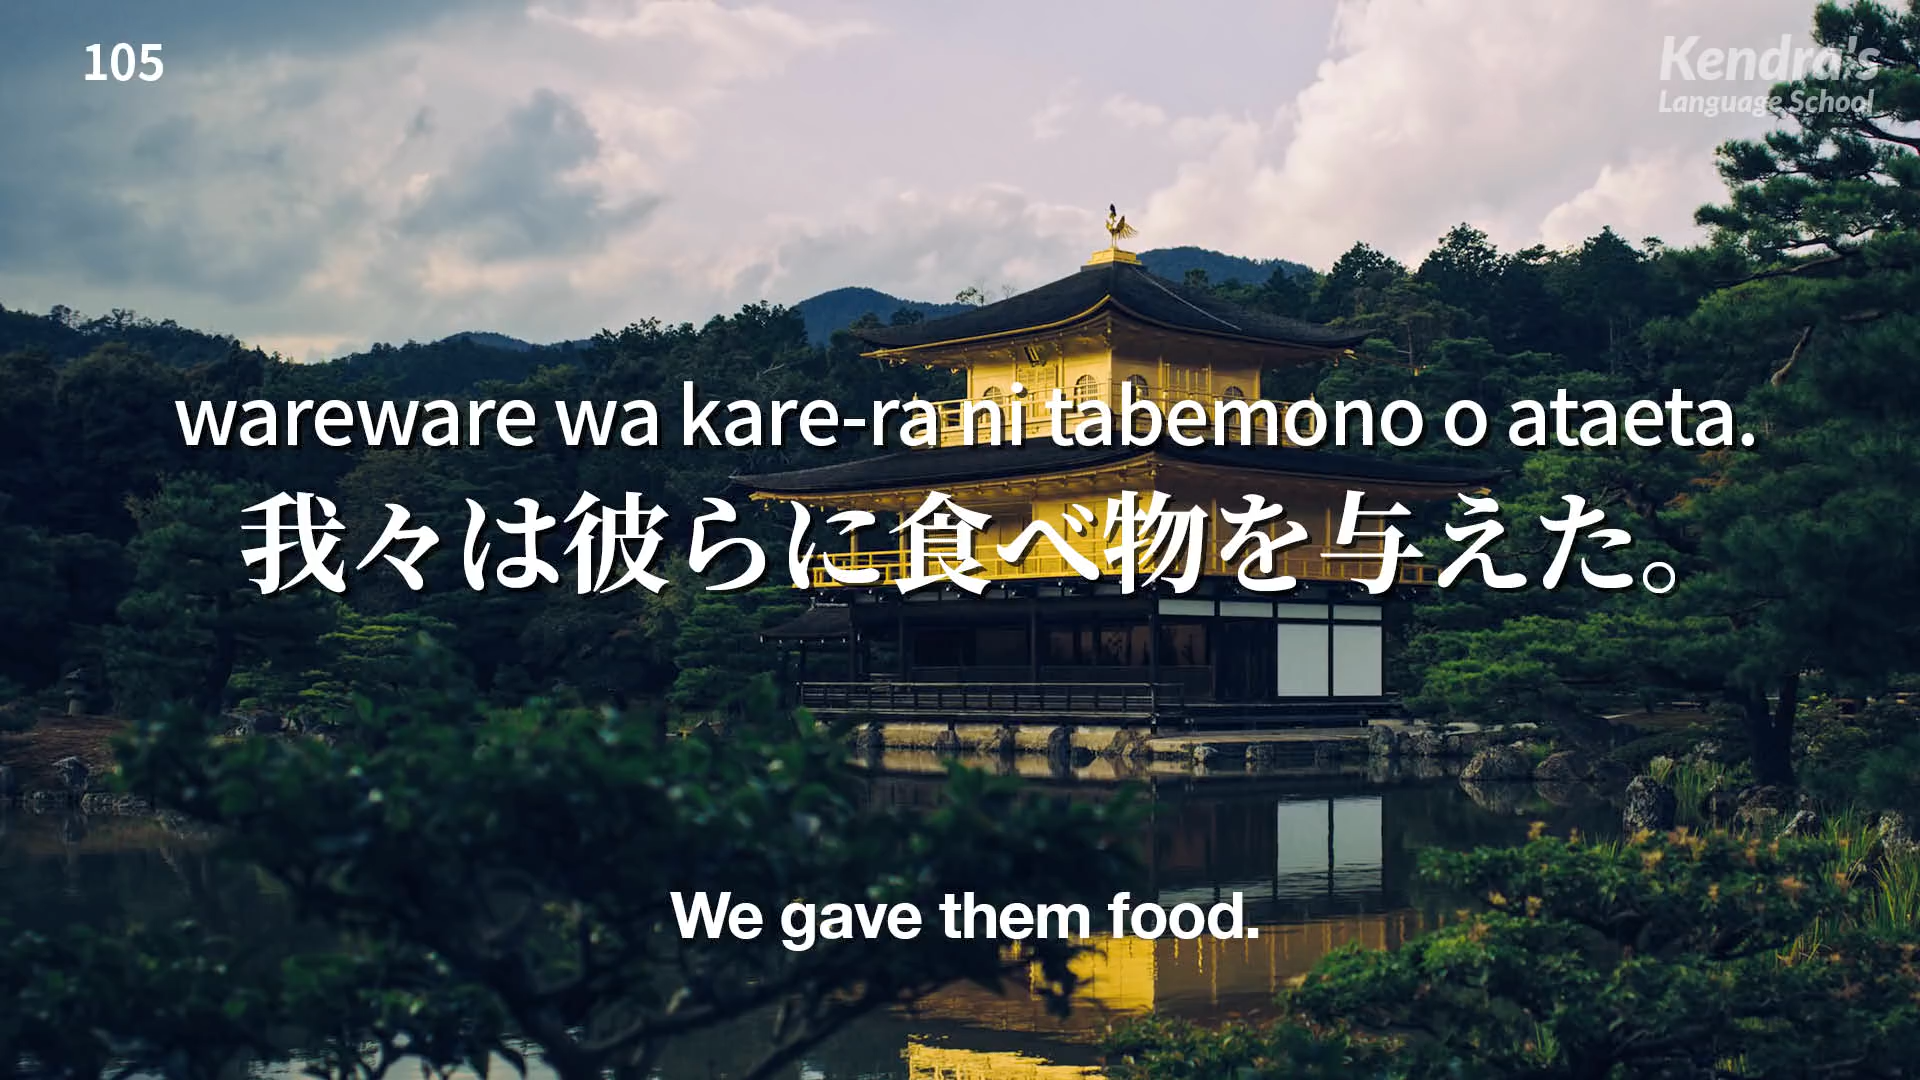 105
Kendra's
Language School
wareware wa kare-ra ni tabemono o ataeta.
我々は彼らに食べ物を与えた。
We gave them food.